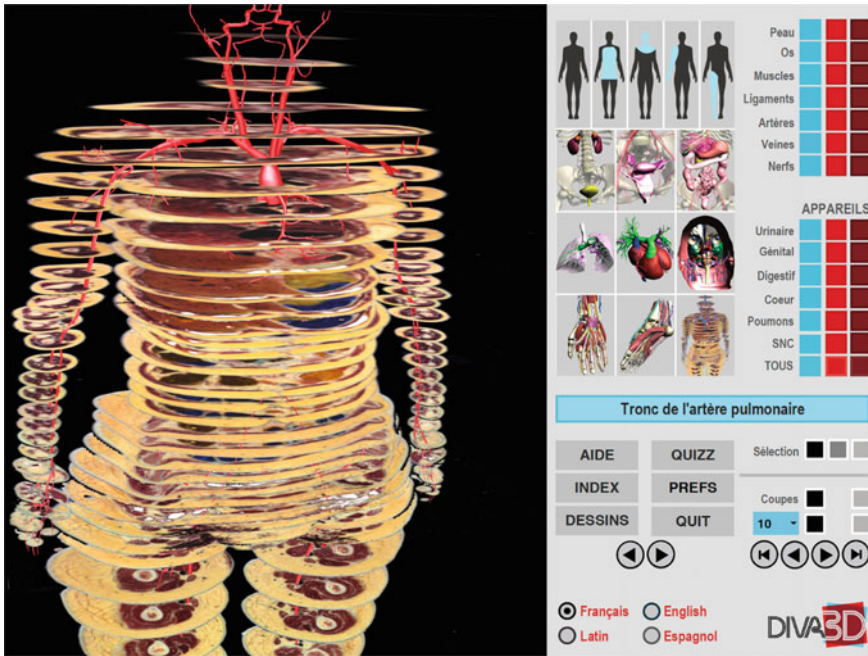 Peau
Os
Muscles
Ligaments
Artères
Veines
Nerfs
APPAREILS
Urinaire
Génital
Digestif
Coeur
Poumons
SNC
TOUS
Tronc de l'artère pulmonaire
AIDE QUIZZ Sélection
INDEX PREFS Coupes
DESSINS QUIT 10
Français English
Latin Espagnol
DIVA3D